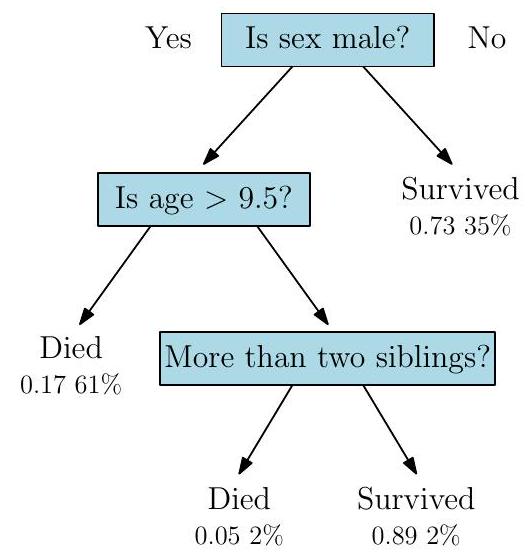 Yes
Is sex male?
No
Is age > 9.5?
Survived
0.73 35%
Died
0.17 61%
More than two siblings?
Died
0.05 2%
Survived
0.89 2%